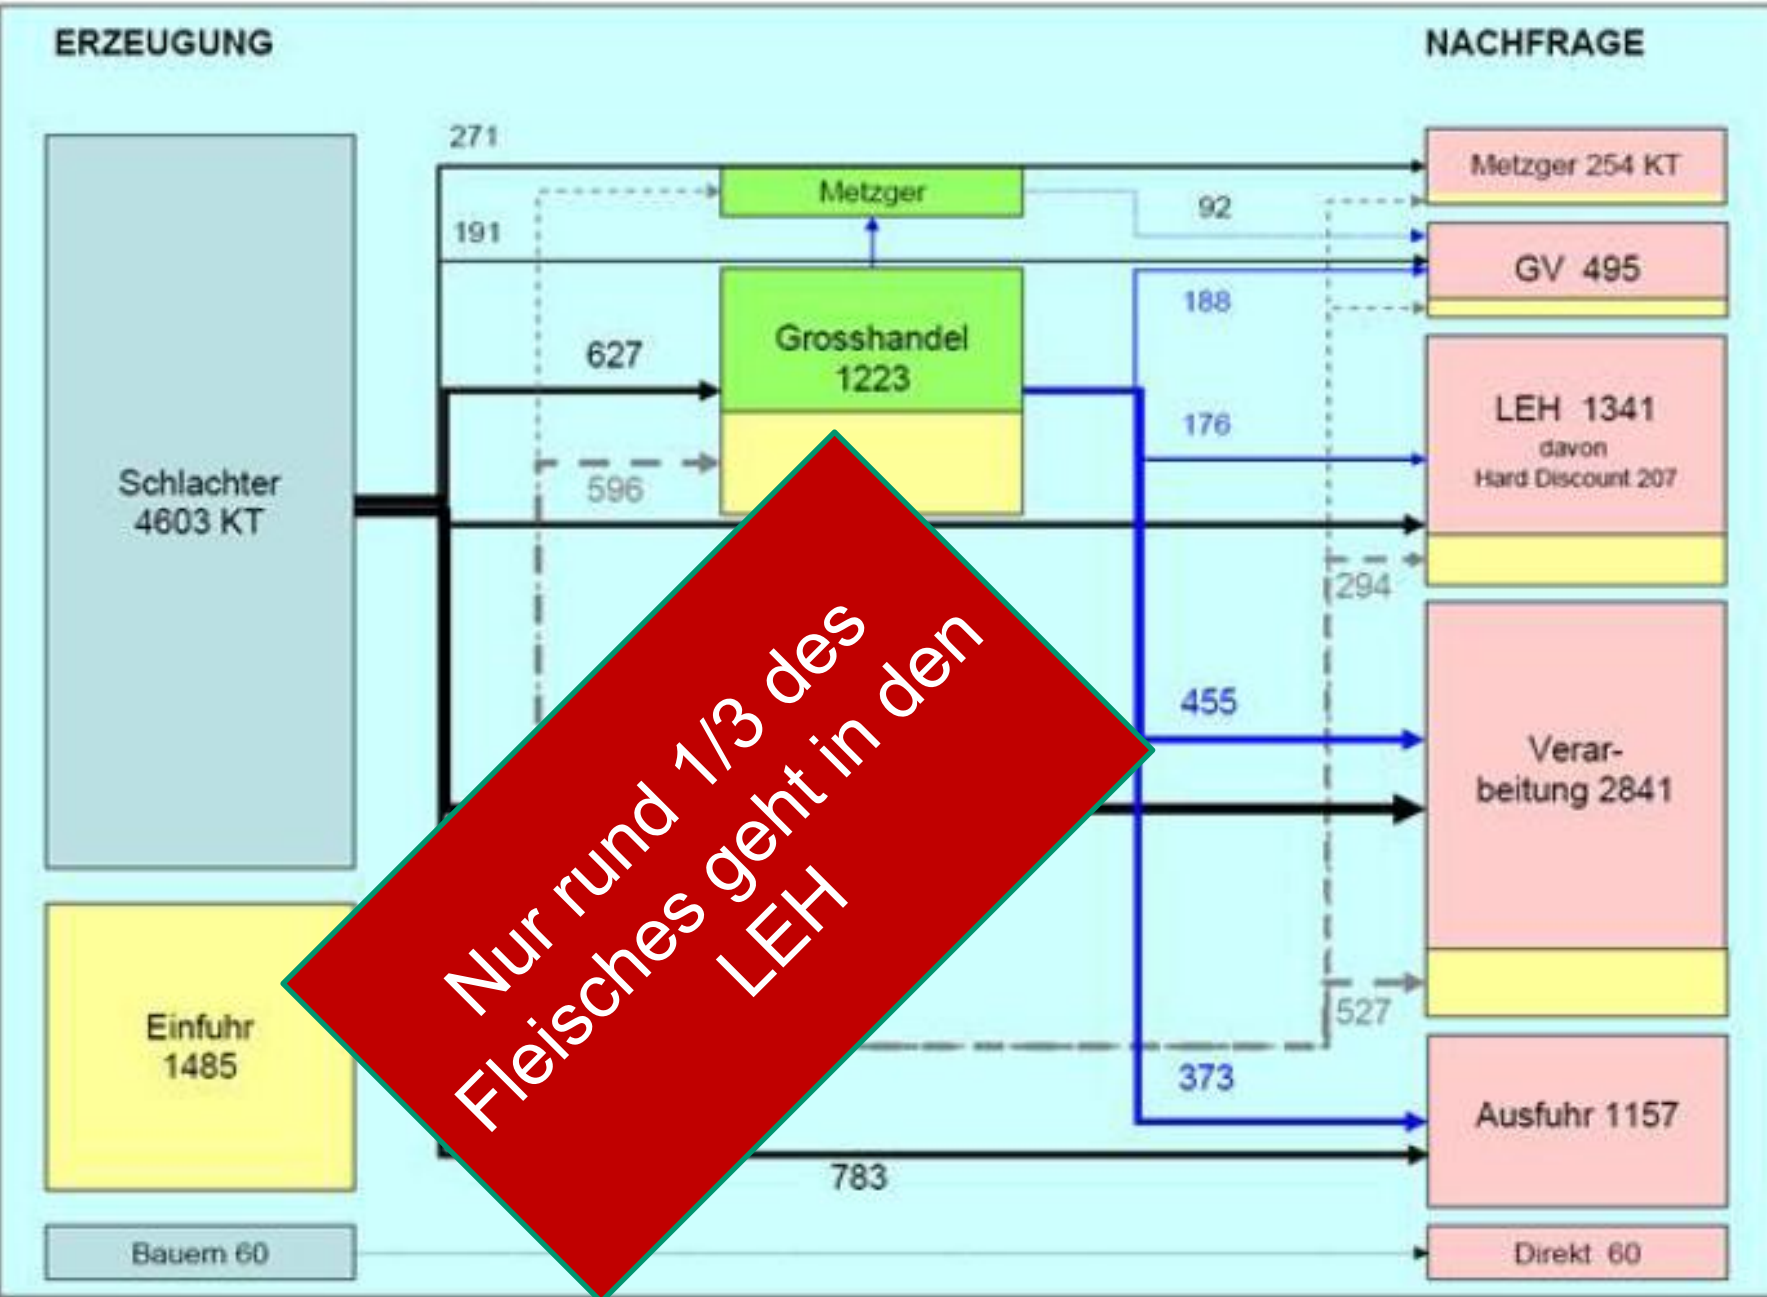 ERZEUGUNG
NACHFRAGE
271
Metzger 254 KT
Metzger
92
191
GV 495
188
Grosshandel
1223
627
LEH 1341
davon
Hard Discount 207
176
Schlachter
4603 KT
596
294
455
Verar-
beitung 2841
Nur rund 1/3 des
Fleisches geht in den
LEH
527
Einfuhr
1485
373
Ausfuhr 1157
783
Bauern 60
Direkt 60